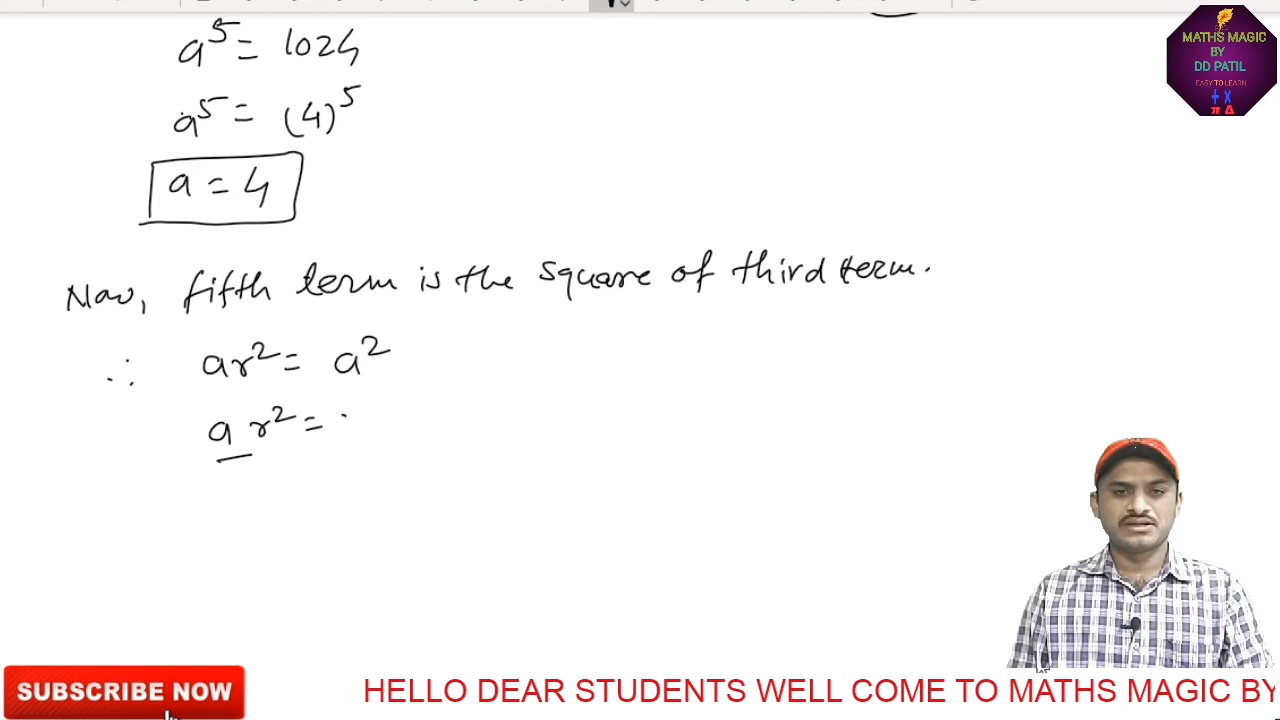 a⁵ = 1024
a⁵ = (4)⁵
a = 4
Now, fifth term is the square of third term.
∴ ar² = a²
a r² =
MATHS MAGIC
BY
DD PATIL
EASY TO LEARN
+ X
π Δ
SUBSCRIBE NOW
HELLO DEAR STUDENTS WELL COME TO MATHS MAGIC BY